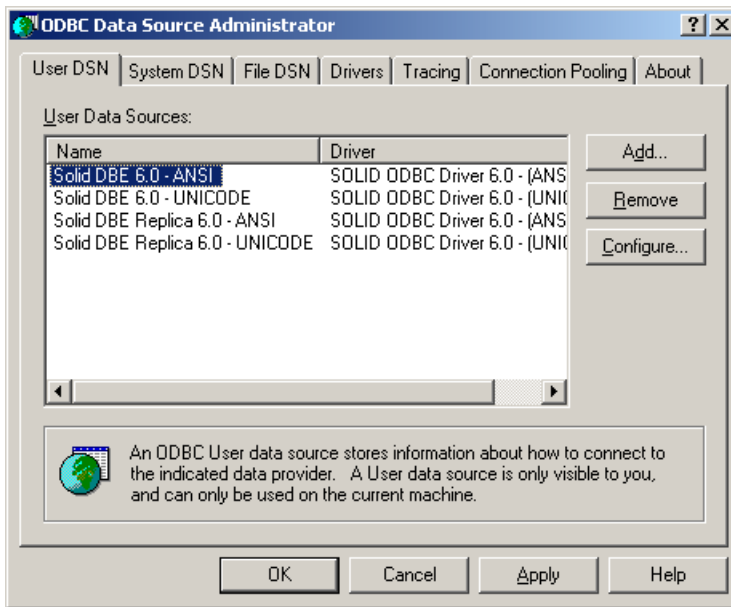 ODBC Data Source Administrator
User DSN System DSN File DSN Drivers Tracing Connection Pooling About
User Data Sources:
Name Driver
Solid DBE 6.0 - ANSI SOLID ODBC Driver 6.0 - (ANS
Solid DBE 6.0 - UNICODE SOLID ODBC Driver 6.0 - (UNI
Solid DBE Replica 6.0 - ANSI SOLID ODBC Driver 6.0 - (ANS
Solid DBE Replica 6.0 - UNICODE SOLID ODBC Driver 6.0 - (UNI
Add...
Remove
Configure...
An ODBC User data source stores information about how to connect to
the indicated data provider. A User data source is only visible to you,
and can only be used on the current machine.
OK Cancel Apply Help